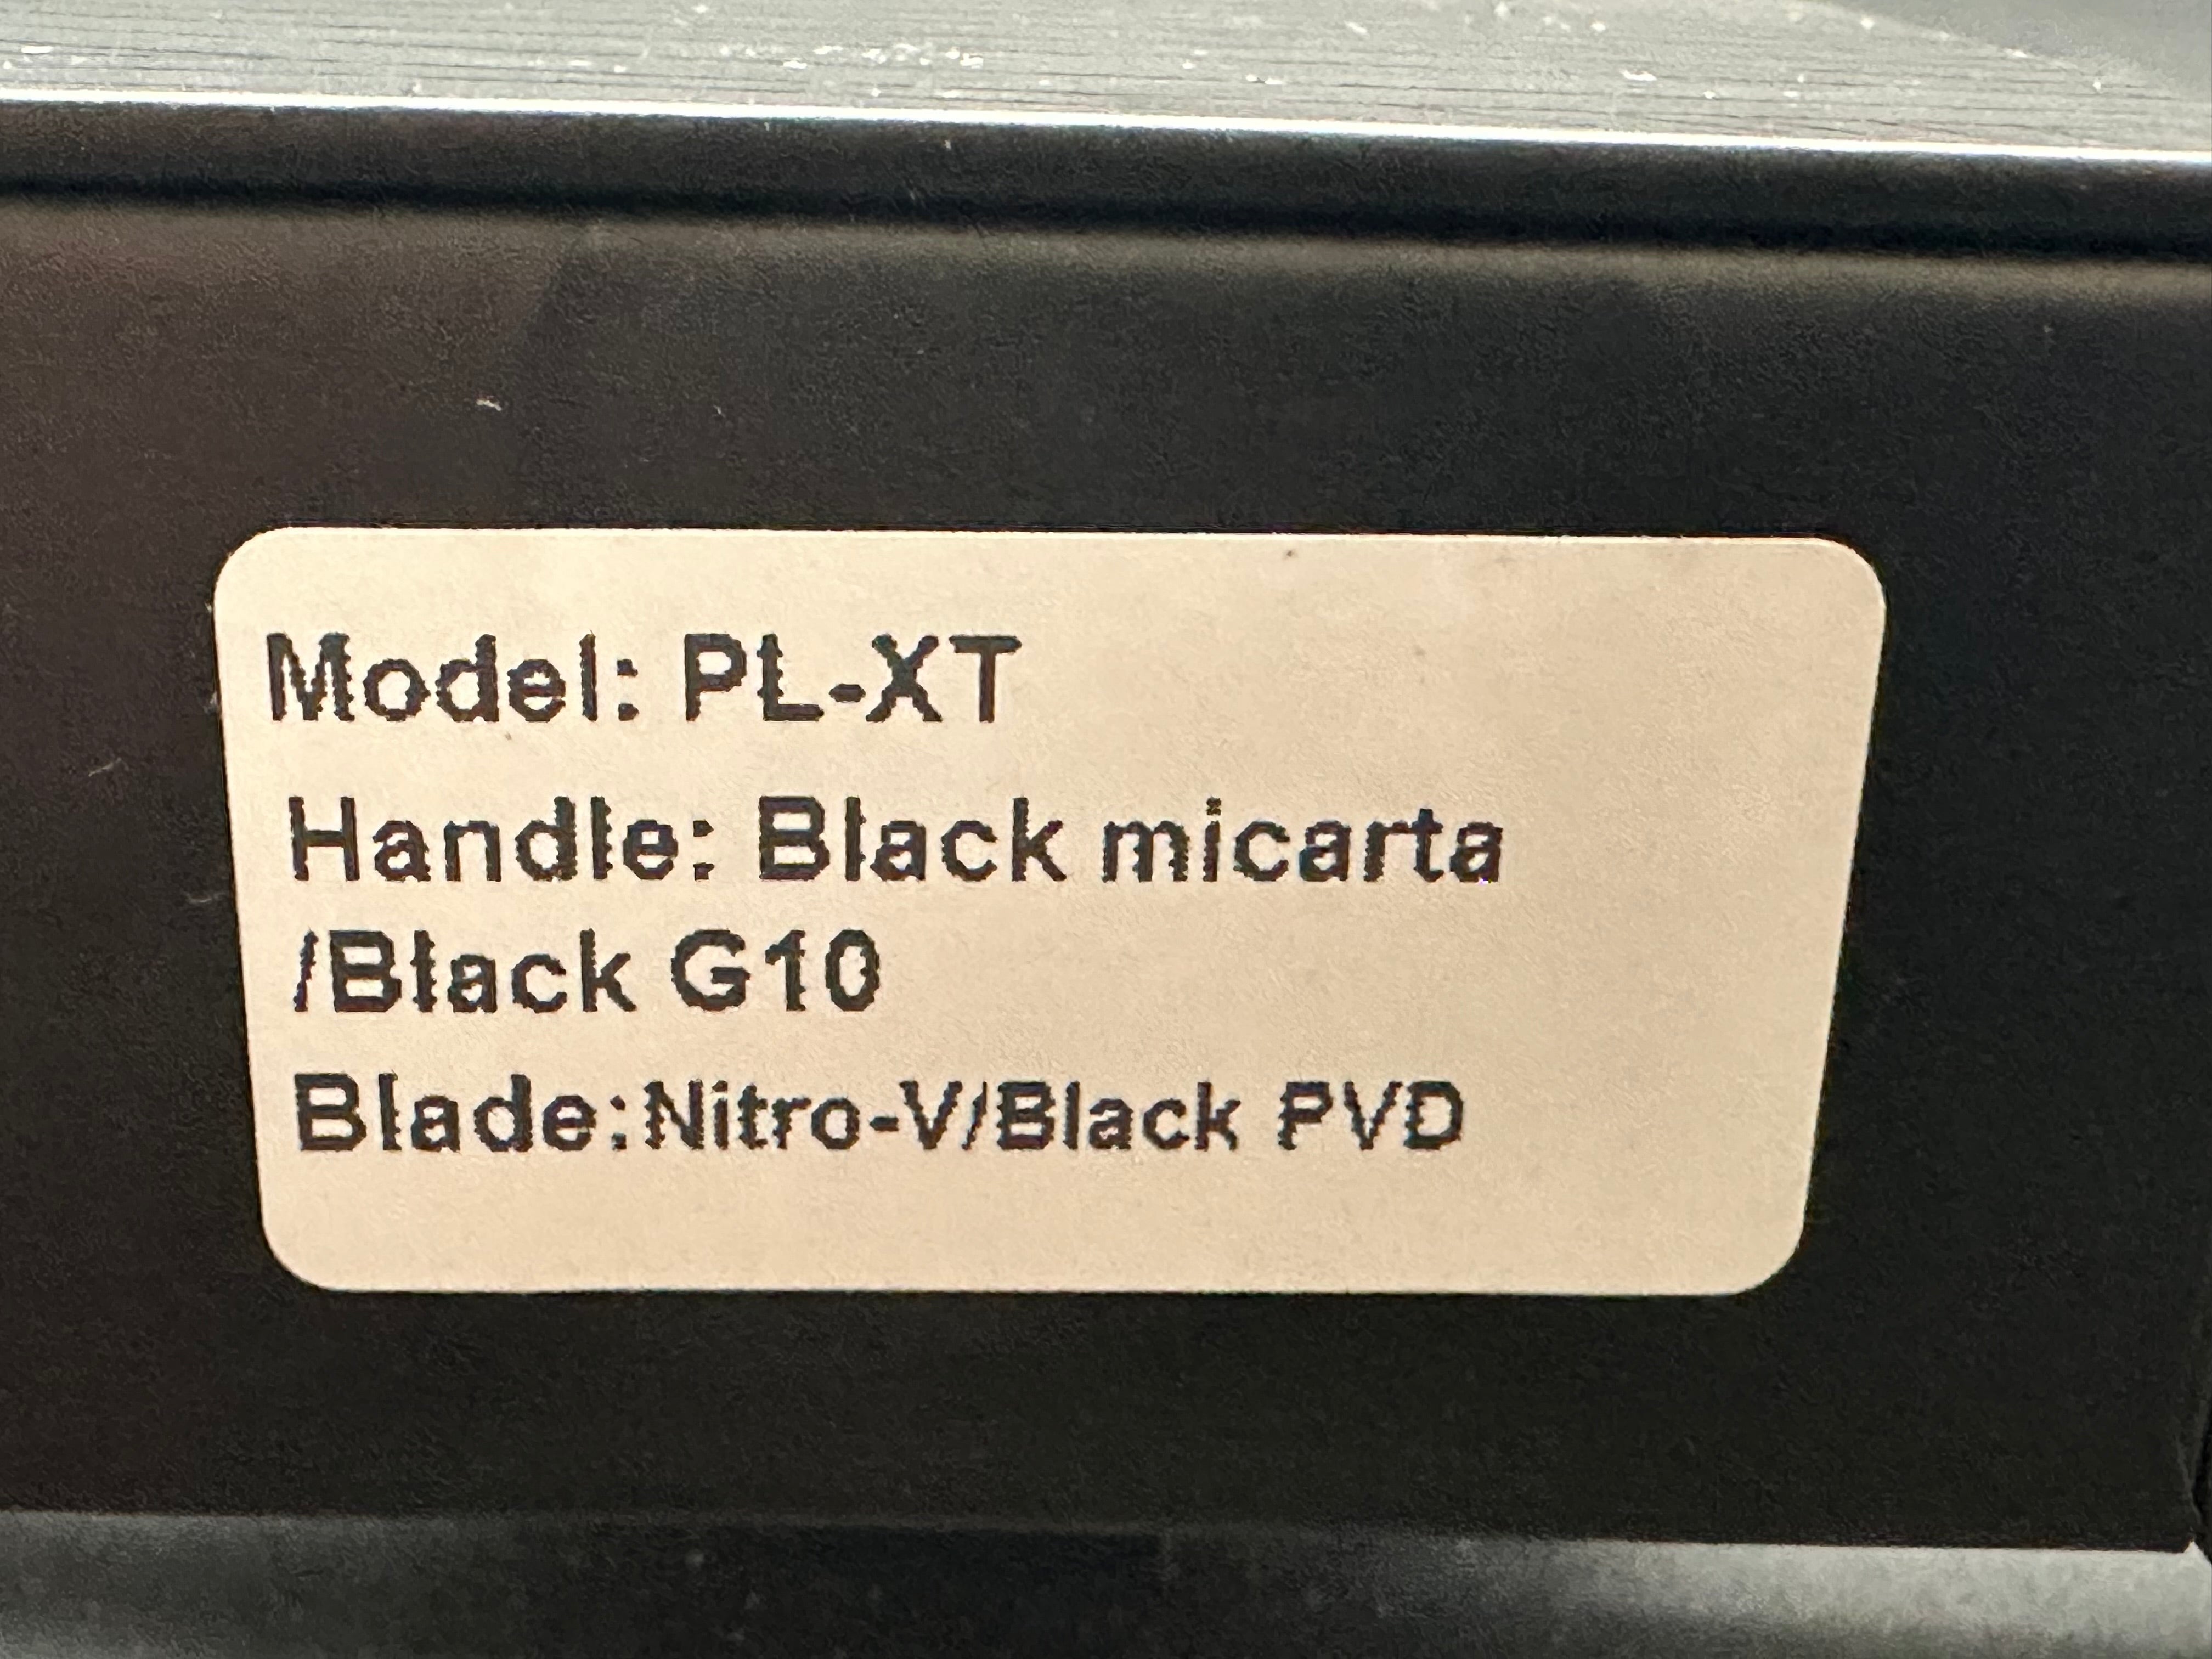 Model: PL-XT
Handle: Black micarta
/Black G10
Blade:Nitro-V/Black PVD